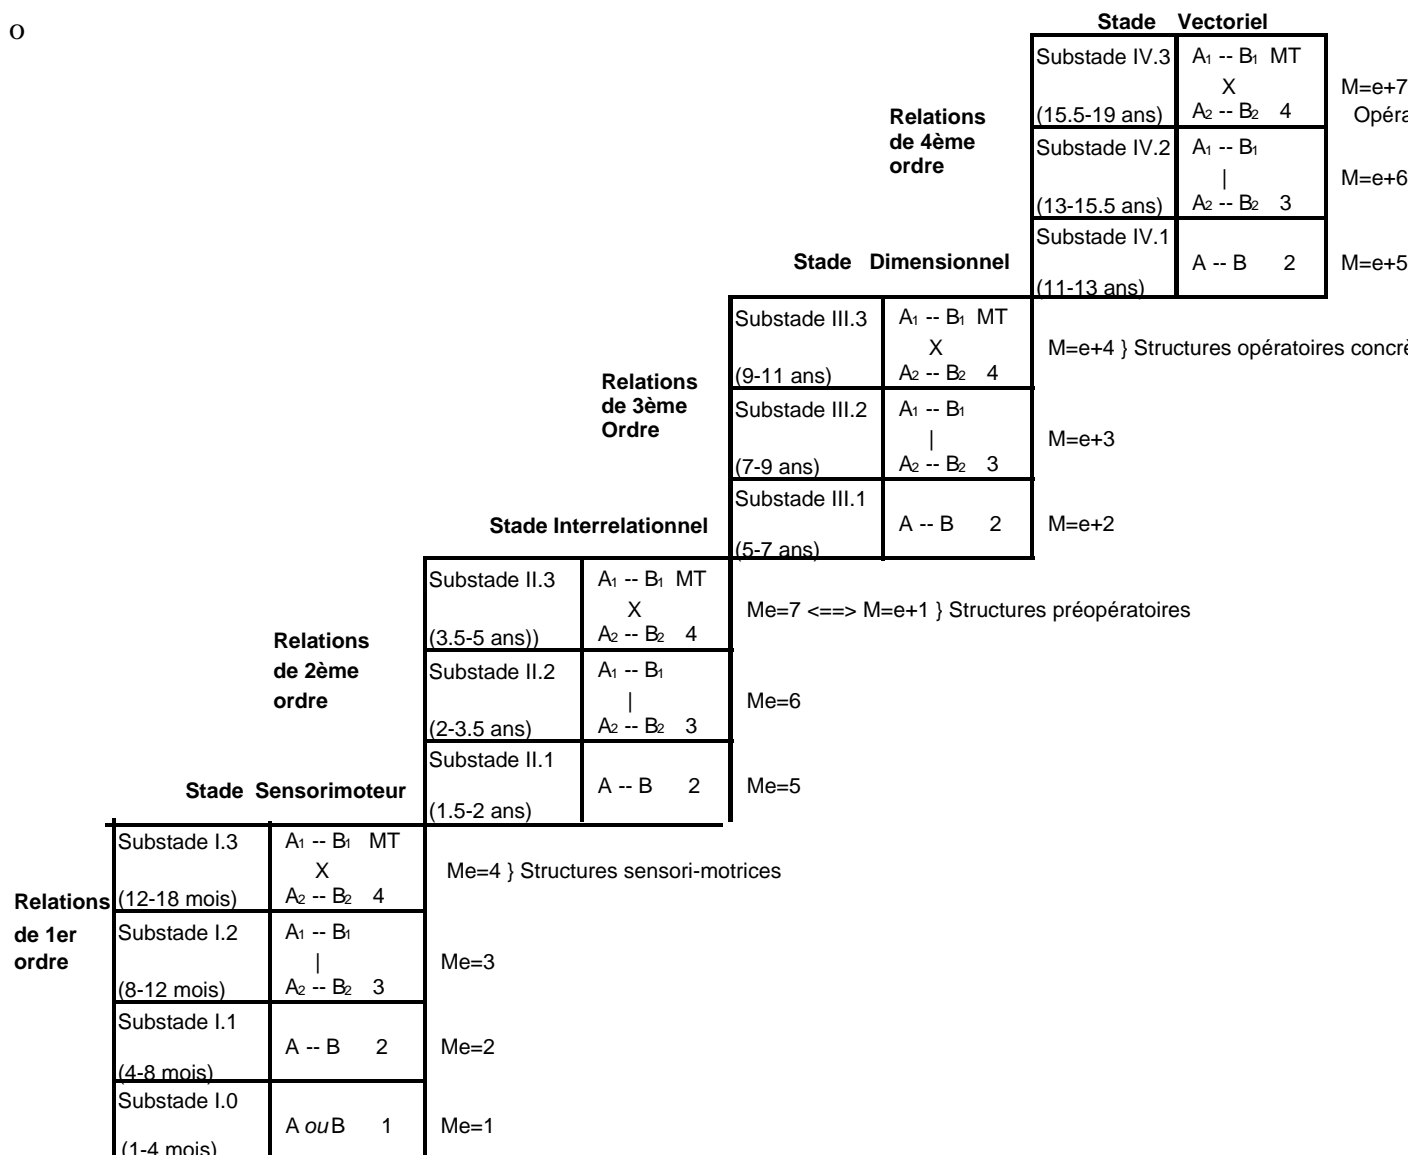 o
Stade Vectoriel
Substade IV.3 A1 -- B1 MT
X M=e+7
(15.5-19 ans) A2 -- B2 4 Opéra
Relations
de 4ème
ordre
Substade IV.2 A1 -- B1
| M=e+6
(13-15.5 ans) A2 -- B2 3
Substade IV.1
A -- B 2 M=e+5
(11-13 ans)
Stade Dimensionnel
Substade III.3 A1 -- B1 MT
X M=e+4 } Structures opératoires concrè
(9-11 ans) A2 -- B2 4
Relations
de 3ème
Ordre
Substade III.2 A1 -- B1
| M=e+3
(7-9 ans) A2 -- B2 3
Substade III.1
A -- B 2 M=e+2
(5-7 ans)
Stade Interrelationnel
Substade II.3 A1 -- B1 MT
X Me=7 <==> M=e+1 } Structures préopératoires
(3.5-5 ans)) A2 -- B2 4
Relations
de 2ème
ordre
Substade II.2 A1 -- B1
| Me=6
(2-3.5 ans) A2 -- B2 3
Substade II.1
A -- B 2 Me=5
(1.5-2 ans)
Stade Sensorimoteur
Substade I.3 A1 -- B1 MT
X Me=4 } Structures sensori-motrices
(12-18 mois) A2 -- B2 4
Relations
de 1er
ordre
Substade I.2 A1 -- B1
| Me=3
(8-12 mois) A2 -- B2 3
Substade I.1
A -- B 2 Me=2
(4-8 mois)
Substade I.0
A ou B 1 Me=1
(1-4 mois)